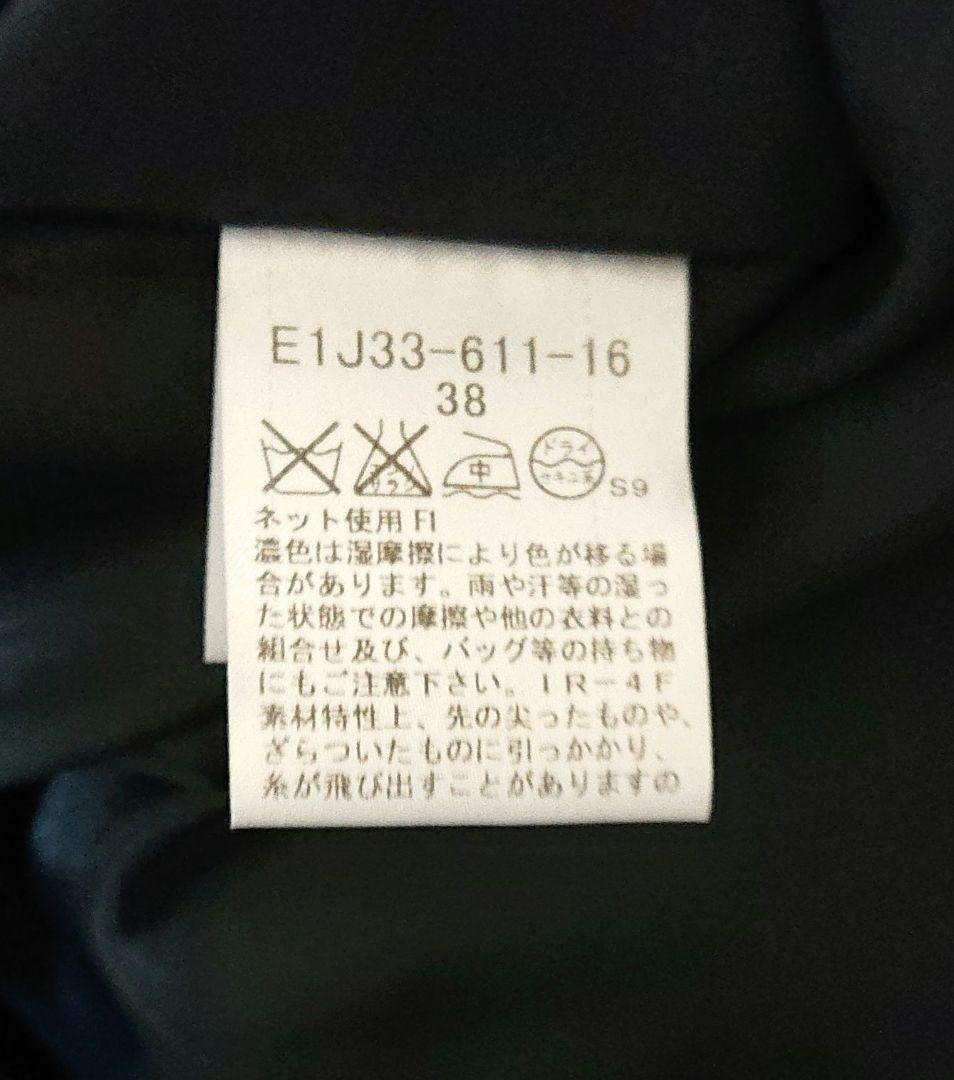 E1J33-611-16
38
中
ドライ
セキユ系
S9
ネット使用 FI
濃色は湿摩擦により色が移る場
合があります。雨や汗等の湿っ
た状態での摩擦や他の衣料との
組合せ及び、バッグ等の持ち物
にもご注意下さい。IR-4F
素材特性上、先の尖ったものや、
ざらついたものに引っかかり、
糸が飛び出すことがありますの